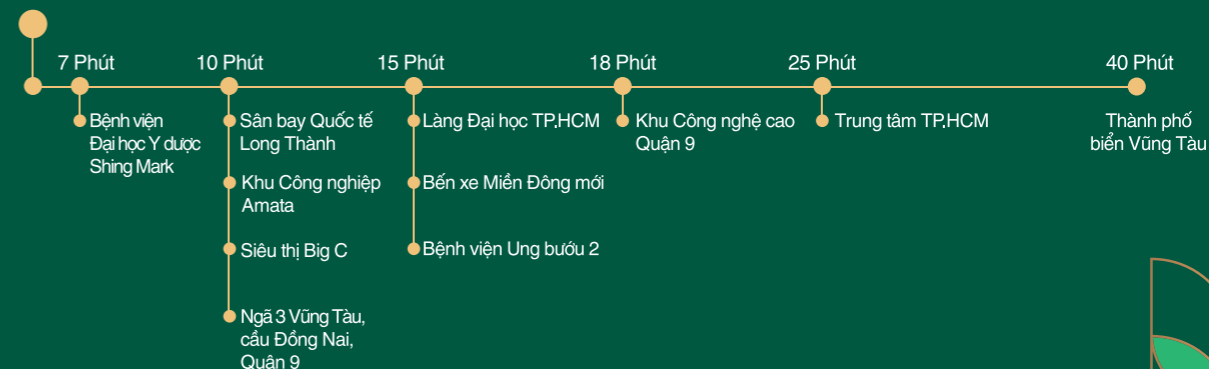 7 Phút
Bệnh viện
Đại học Y dược
Shing Mark
10 Phút
Sân bay Quốc tế
Long Thành
Khu Công nghiệp
Amata
Siêu thị Big C
Ngã 3 Vũng Tàu,
cầu Đồng Nai,
Quận 9
15 Phút
Làng Đại học TP.HCM
Bến xe Miền Đông mới
Bệnh viện Ung bướu 2
18 Phút
Khu Công nghệ cao
Quận 9
25 Phút
Trung tâm TP.HCM
40 Phút
Thành phố
biển Vũng Tàu